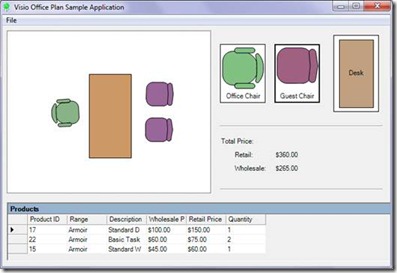 Visio Office Plan Sample Application
File
Office Chair
Guest Chair
Desk
Total Price:
Retail: $360.00
Wholesale: $265.00
Products
Product ID Range Description Wholesale P Retail Price Quantity
17 Armoir Standard D $100.00 $150.00 1
22 Armoir Basic Task $60.00 $75.00 2
15 Armoir Standard W $45.00 $60.00 1